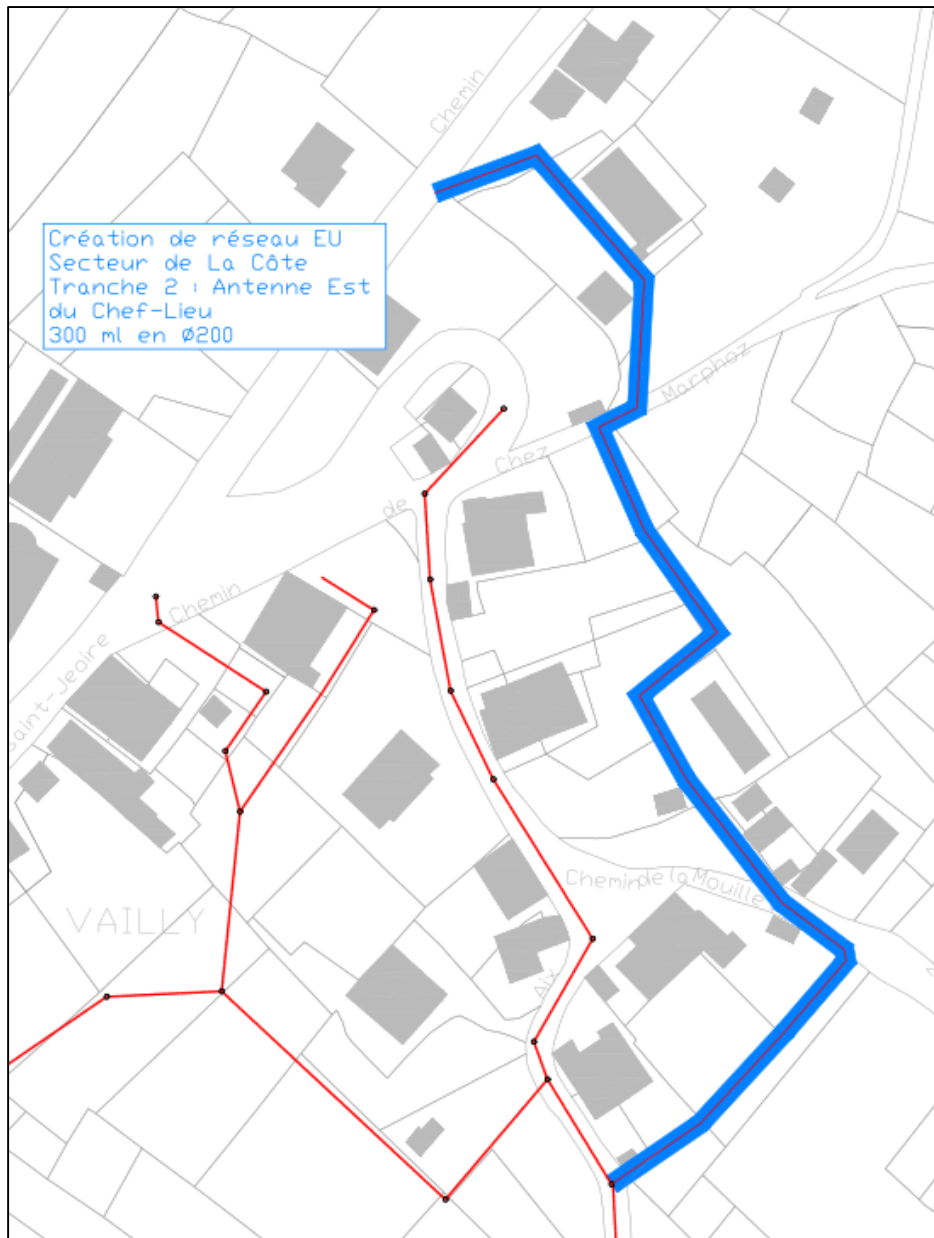 Chemin
Création de réseau EU
Secteur de La Côte
Tranche 2 : Antenne Est
du Chef-Lieu
300 ml en Ø200
Marphoz
Chez
de
Chemin
Saint-Jeoire
Chemin de la Mouille
VAILLY
Aix